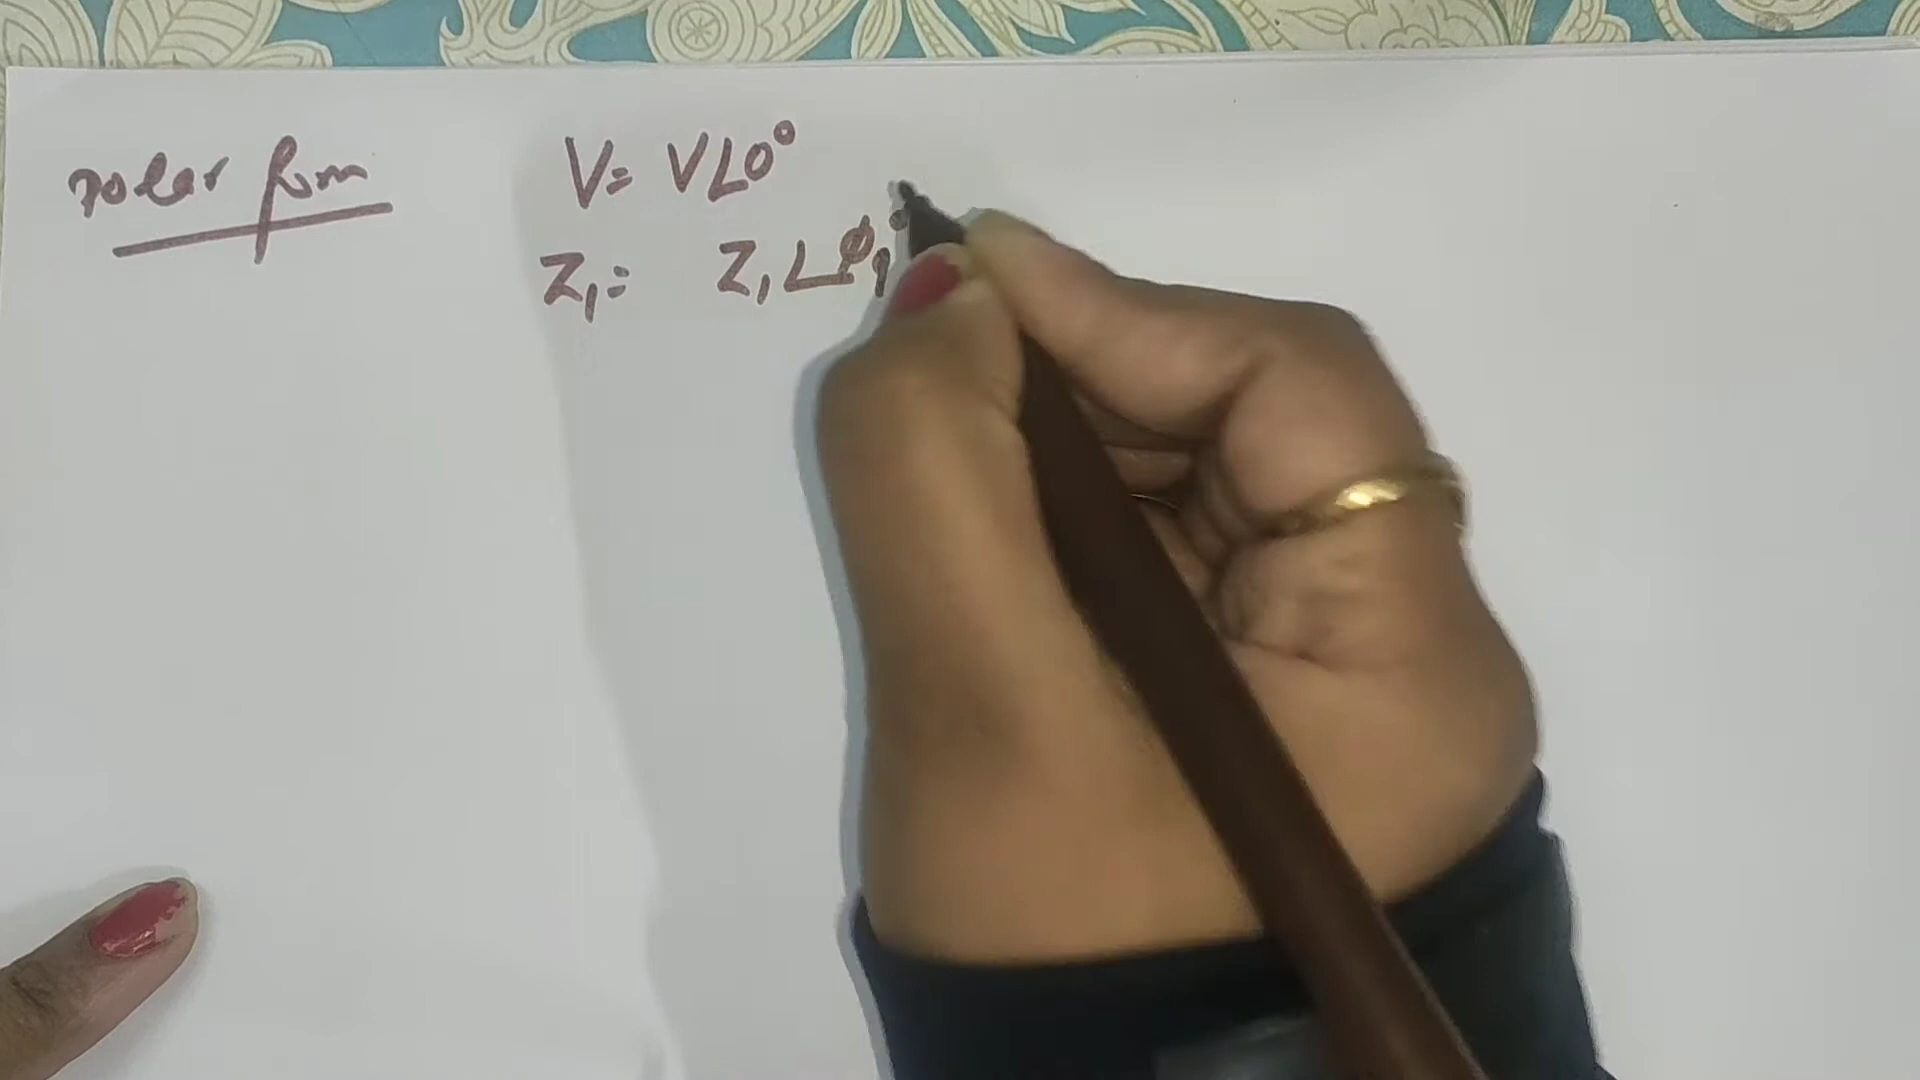 Polar form
V = V∠0°
Z₁ = Z₁∠φ₁°